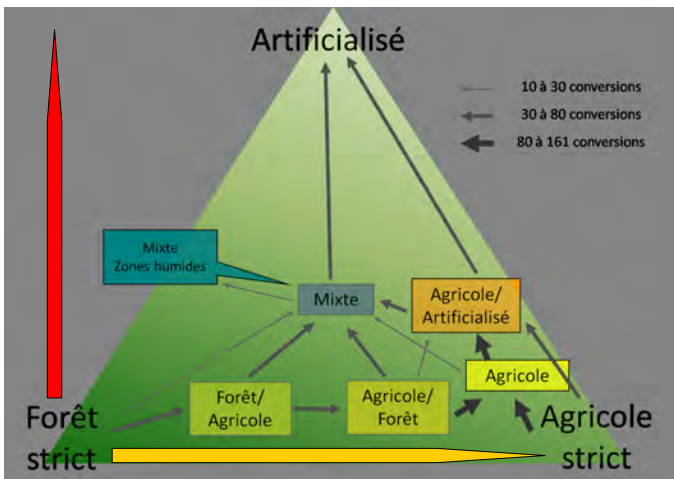 Artificialisé
10 à 30 conversions
30 à 80 conversions
80 à 161 conversions
Mixte
Zones humides
Mixte
Agricole/
Artificialisé
Agricole
Forêt/
Agricole
Agricole/
Forêt
Forêt
strict
Agricole
strict